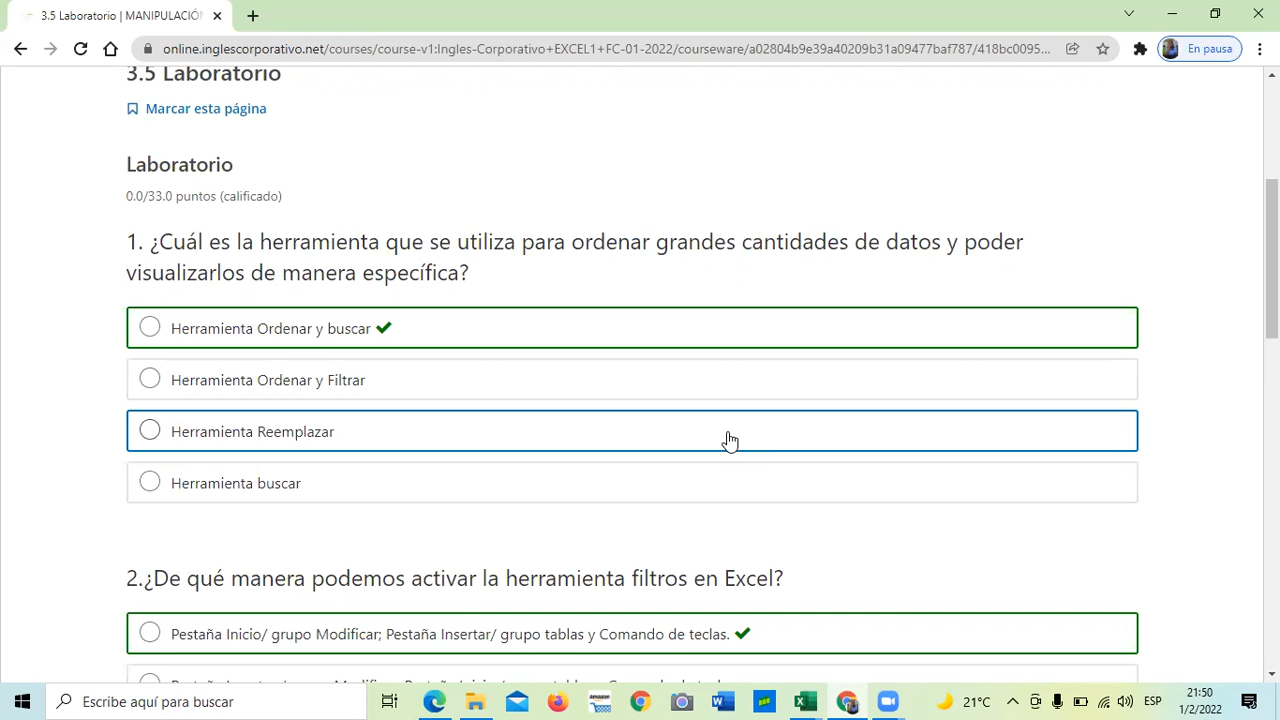 3.5 Laboratorio | MANIPULACIÓN
online.inglescorporativo.net/courses/course-v1:Ingles-Corporativo+EXCEL1+FC-01-2022/courseware/a02804b9e39a40209b31a09477baf787/418bc0095...
En pausa
3.5 Laboratorio
Marcar esta página
Laboratorio
0.0/33.0 puntos (calificado)
1. ¿Cuál es la herramienta que se utiliza para ordenar grandes cantidades de datos y poder
visualizarlos de manera específica?
Herramienta Ordenar y buscar
Herramienta Ordenar y Filtrar
Herramienta Reemplazar
Herramienta buscar
2.¿De qué manera podemos activar la herramienta filtros en Excel?
Pestaña Inicio/ grupo Modificar; Pestaña Insertar/ grupo tablas y Comando de teclas.
Escribe aquí para buscar
amazon
21°C
ESP
21:50
1/2/2022